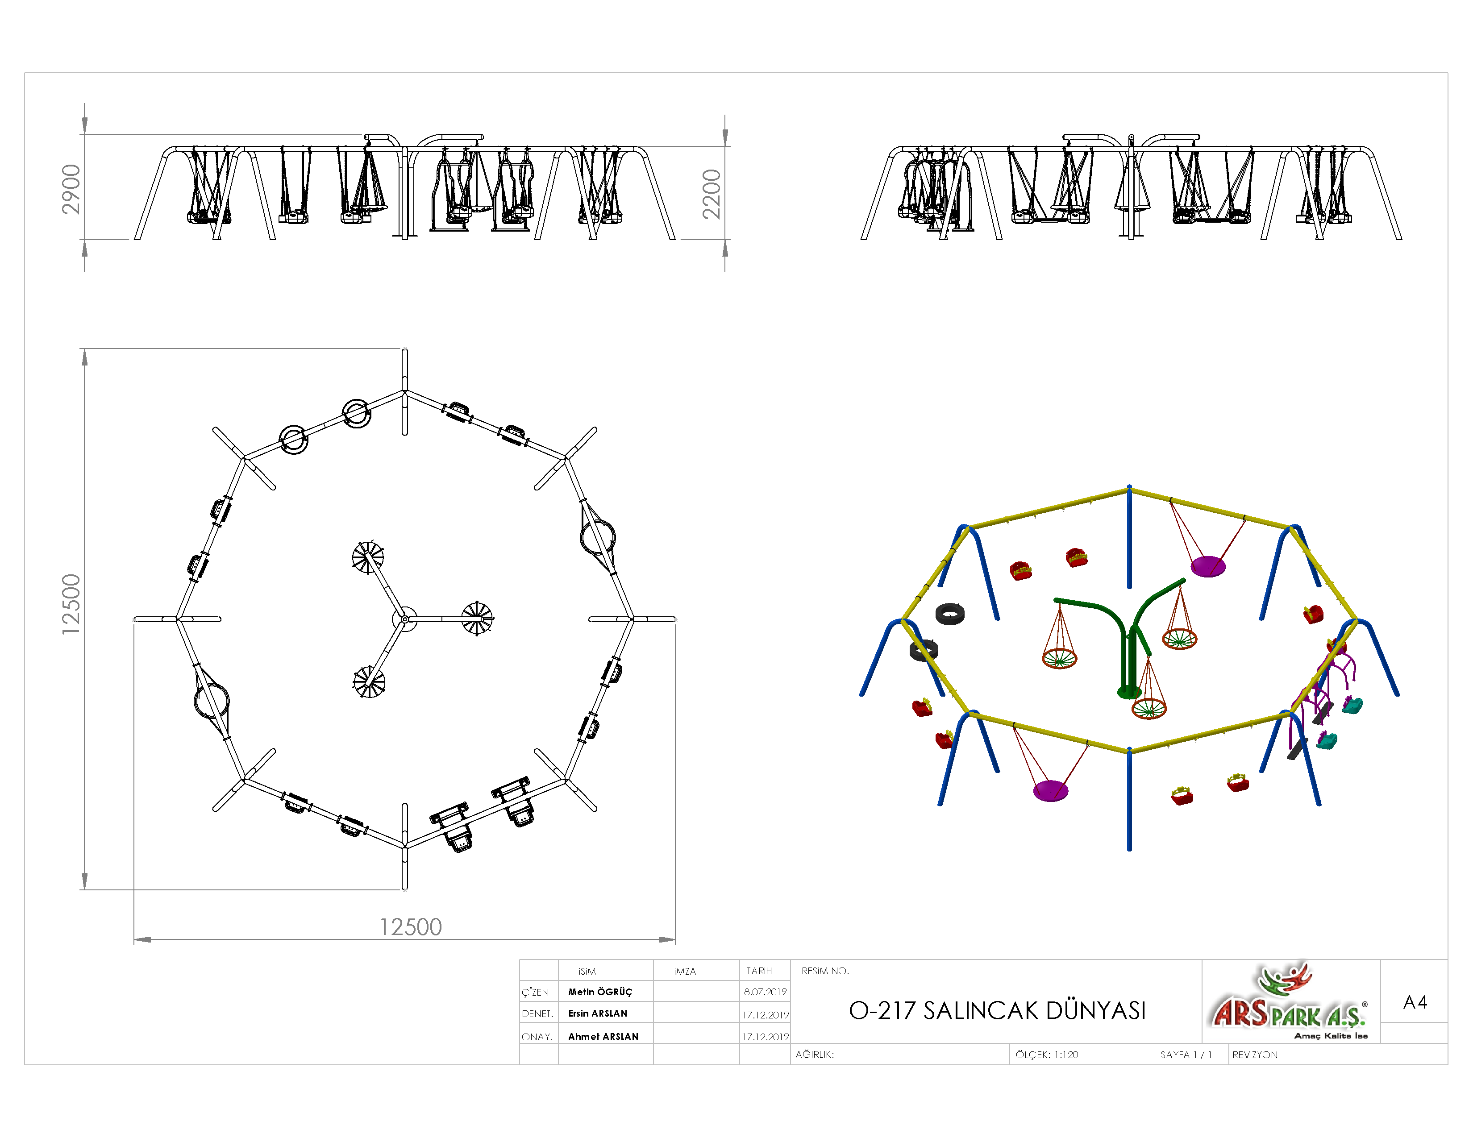 2900
2200
12500
12500
İSİM
İMZA
TARİH
RESİM NO.
ÇİZEN.
Metin ÖGRÜÇ
8.07.2019
DENET.
Ersin ARSLAN
17.12.2019
ONAY.
Ahmet ARSLAN
17.12.2019
O-217 SALINCAK DÜNYASI
ARSPARK A.Ş.®
Amaç Kalite İse
A4
AĞIRLIK:
ÖLÇEK: 1:120
SAYFA 1 / 1
REVİZYON